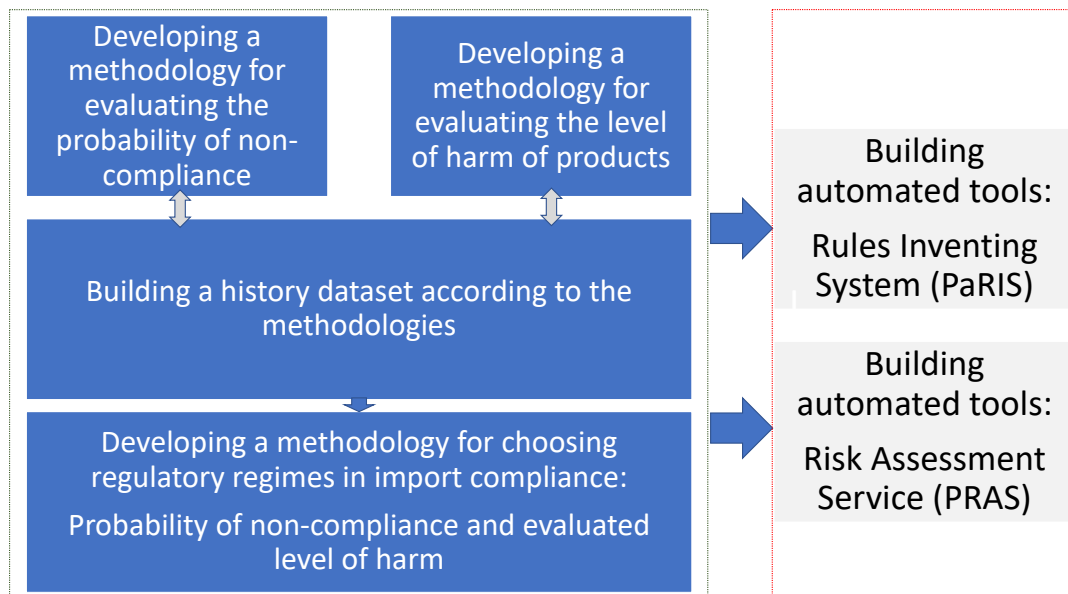 Developing a
methodology for
evaluating the
probability of non-
compliance
Developing a
methodology for
evaluating the level
of harm of products
Building a history dataset according to the
methodologies
Developing a methodology for choosing
regulatory regimes in import compliance:
Probability of non-compliance and evaluated
level of harm
Building
automated tools:
Rules Inventing
System (PaRIS)
Building
automated tools:
Risk Assessment
Service (PRAS)